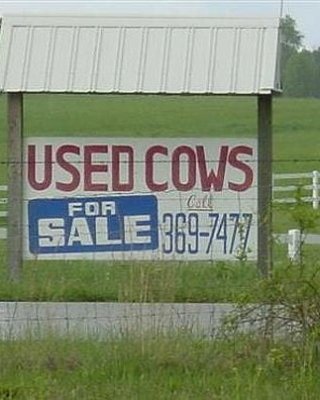 USED COWS
FOR
SALE
Call
369-7477